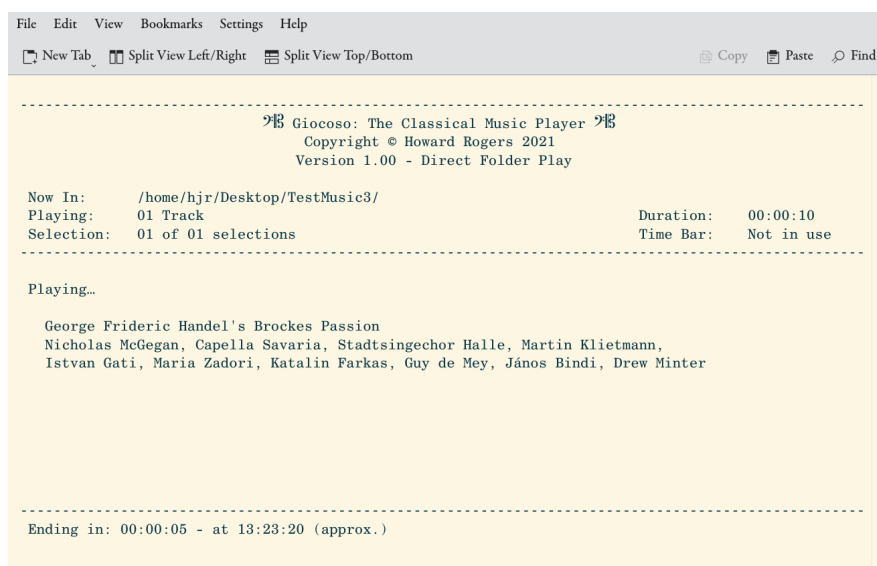 File Edit View Bookmarks Settings Help
New Tab Split View Left/Right Split View Top/Bottom Copy Paste Find
Giocoso: The Classical Music Player
Copyright © Howard Rogers 2021
Version 1.00 - Direct Folder Play
Now In: /home/hjr/Desktop/TestMusic3/
Playing: 01 Track Duration: 00:00:10
Selection: 01 of 01 selections Time Bar: Not in use
Playing…
George Frideric Handel's Brockes Passion
Nicholas McGegan, Capella Savaria, Stadtsingechor Halle, Martin Klietmann,
Istvan Gati, Maria Zadori, Katalin Farkas, Guy de Mey, János Bindi, Drew Minter
Ending in: 00:00:05 - at 13:23:20 (approx.)